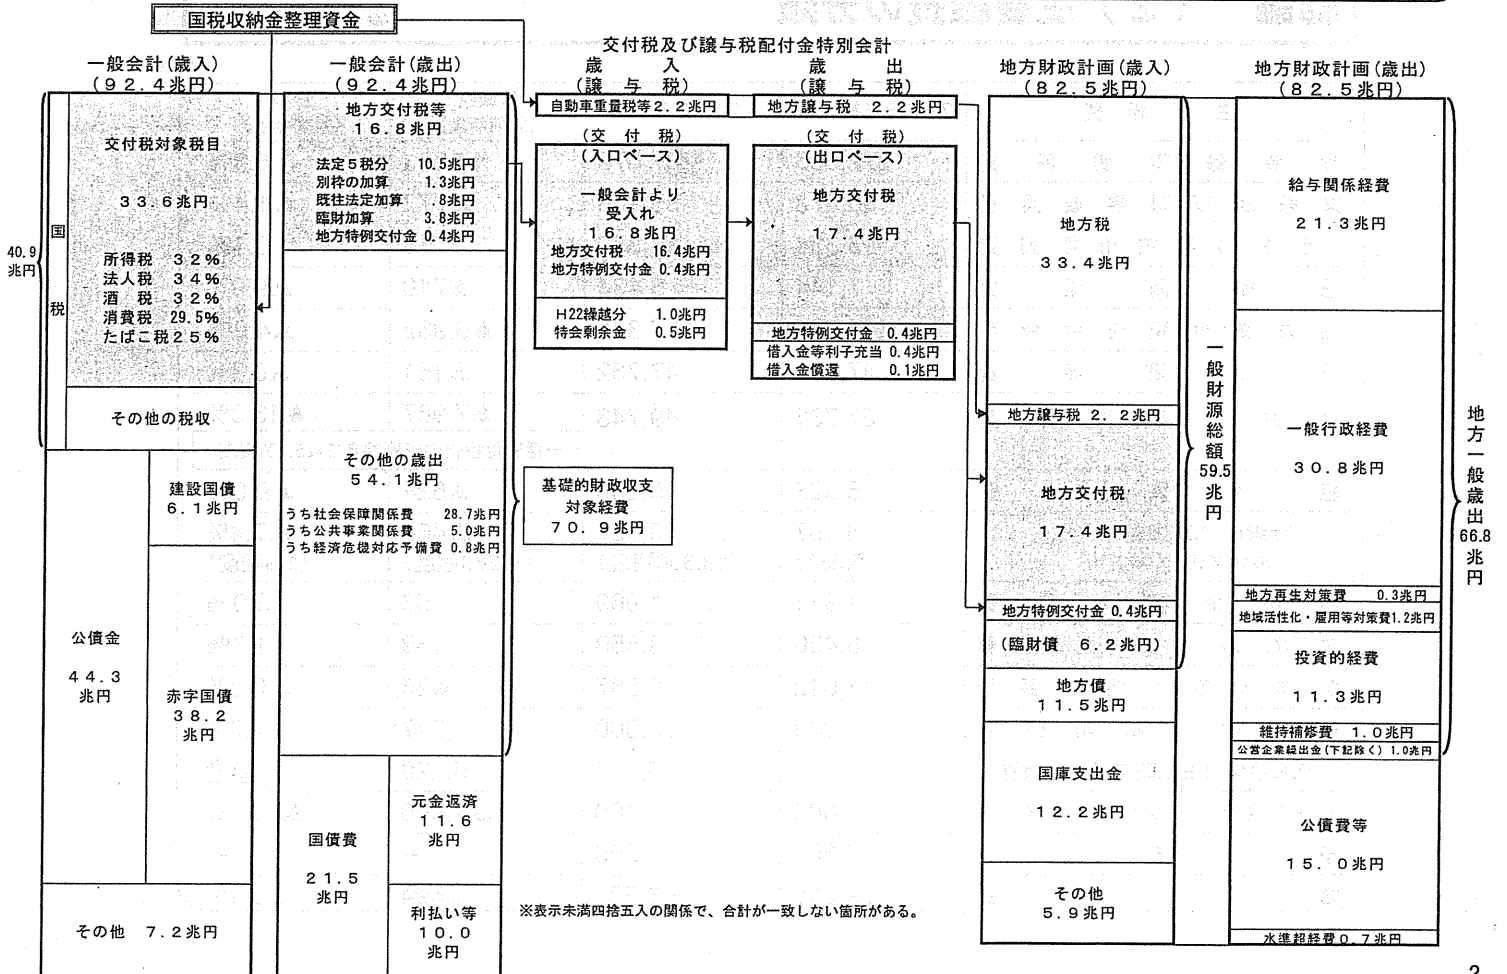 国税収納金整理資金
交付税及び譲与税配付金特別会計
一般会計(歳入)
(92.4兆円)
40.9
兆円
国税
交付税対象税目
33.6兆円
所得税 32%
法人税 34%
酒 税 32%
消費税 29.5%
たばこ税25%
その他の税収
公債金
44.3
兆円
建設国債
6.1兆円
赤字国債
38.2
兆円
その他 7.2兆円
一般会計(歳出)
(92.4兆円)
地方交付税等
16.8兆円
法定5税分 10.5兆円
別枠の加算 1.3兆円
既往法定加算 .8兆円
臨財加算 3.8兆円
地方特例交付金 0.4兆円
その他の歳出
54.1兆円
うち社会保障関係費 28.7兆円
うち公共事業関係費 5.0兆円
うち経済危機対応予備費 0.8兆円
国債費
21.5
兆円
元金返済
11.6
兆円
利払い等
10.0
兆円
基礎的財政収支
対象経費
70.9兆円
歳 入
(譲 与 税)
自動車重量税等2.2兆円
(交 付 税)
(入口ベース)
一般会計より
受入れ
16.8兆円
地方交付税 16.4兆円
地方特例交付金 0.4兆円
H22繰越分 1.0兆円
特会剰余金 0.5兆円
歳 出
(譲 与 税)
地方譲与税 2.2兆円
(交 付 税)
(出口ベース)
地方交付税
17.4兆円
地方特例交付金 0.4兆円
借入金等利子充当 0.4兆円
借入金償還 0.1兆円
※表示未満四捨五入の関係で、合計が一致しない箇所がある。
地方財政計画(歳入)
(82.5兆円)
地方税
33.4兆円
地方譲与税 2.2兆円
地方交付税
17.4兆円
地方特例交付金 0.4兆円
(臨財債 6.2兆円)
地方債
11.5兆円
国庫支出金
12.2兆円
その他
5.9兆円
一般財源総額
59.5
兆円
地方財政計画(歳出)
(82.5兆円)
給与関係経費
21.3兆円
一般行政経費
30.8兆円
地方再生対策費 0.3兆円
地域活性化・雇用等対策費1.2兆円
投資的経費
11.3兆円
維持補修費 1.0兆円
公営企業繰出金(下記除く) 1.0兆円
公債費等
15.0兆円
水準超経費0.7兆円
地方一般歳出
66.8
兆円